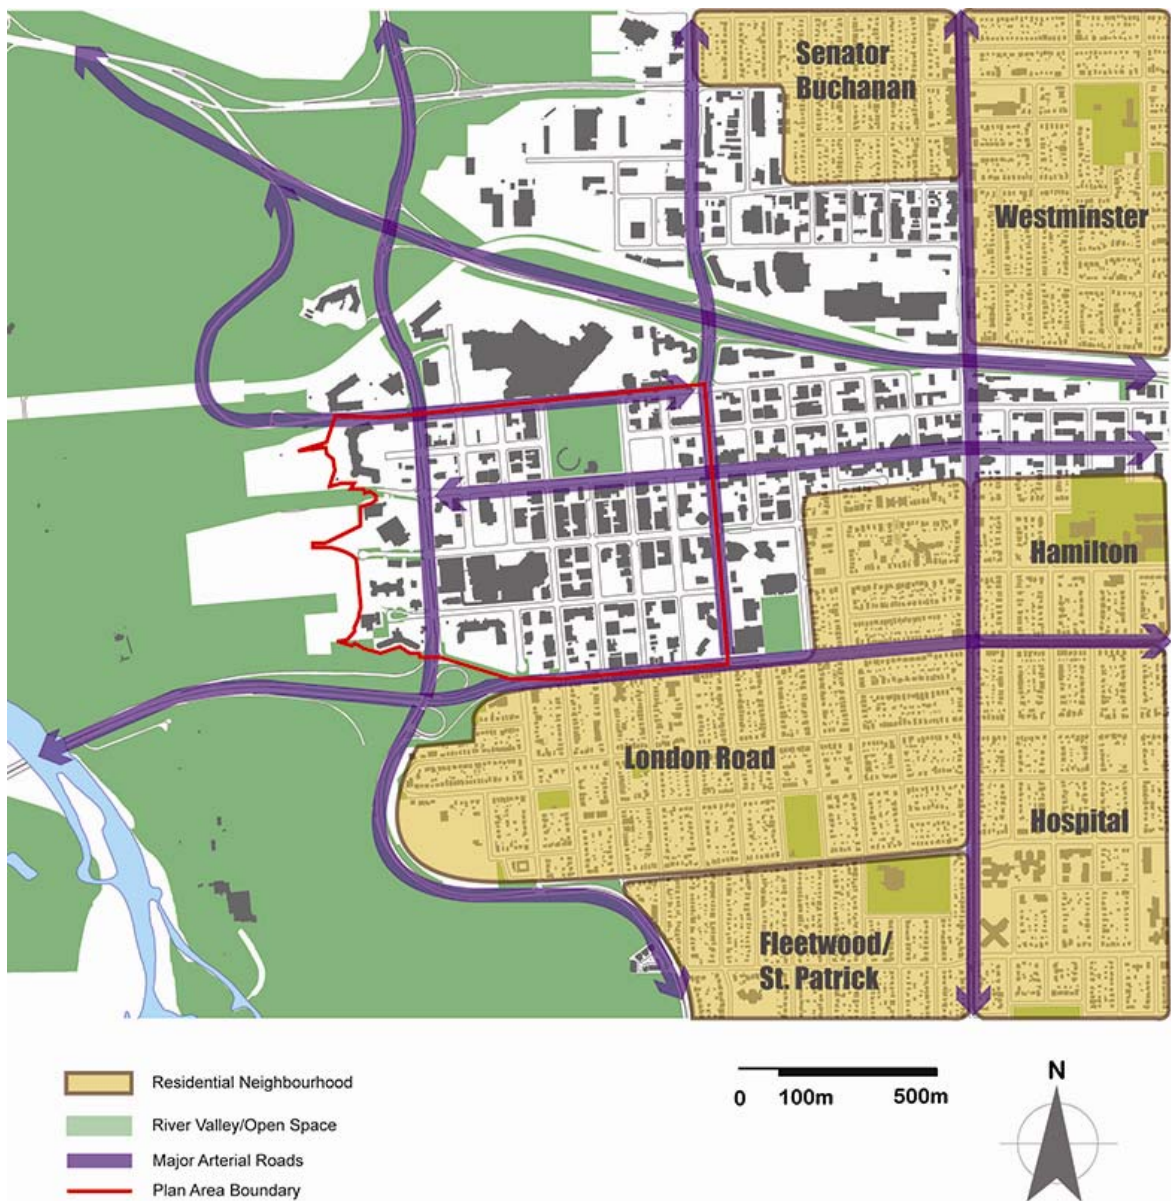 Senator
Buchanan
Westminster
Hamilton
London Road
Hospital
Fleetwood/
St. Patrick
Residential Neighbourhood
River Valley/Open Space
Major Arterial Roads
Plan Area Boundary
0 100m 500m
N